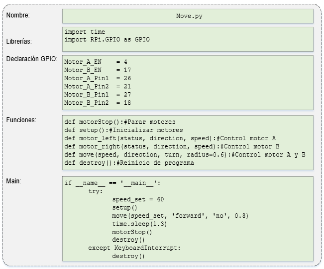 Nombre:
Move.py
Librerías:
import time
import RPi.GPIO as GPIO
Declaración GPIO:
Motor_A_EN = 4
Motor_B_EN = 17
Motor_A_Pin1 = 26
Motor_A_Pin2 = 21
Motor_B_Pin1 = 27
Motor_B_Pin2 = 18
Funciones:
def motorStop():#Parar motores
def setup():#Inicializar motores
def motor_left(status, direction, speed):#Control motor A
def motor_right(status, direction, speed):#Control motor B
def move(speed, direction, turn, radius=0.6):#Control motor A y B
def destroy():#Reinicio de programa
Main:
if __name__ == '__main__':
try:
speed_set = 60
setup()
move(speed_set, 'forward', 'no', 0.8)
time.sleep(1.3)
motorStop()
destroy()
except KeyboardInterrupt:
destroy()